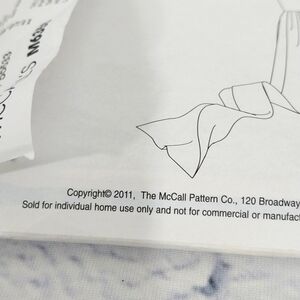 Copyright© 2011, The McCall Pattern Co., 120 Broadway
Sold for individual home use only and not for commercial or manufact